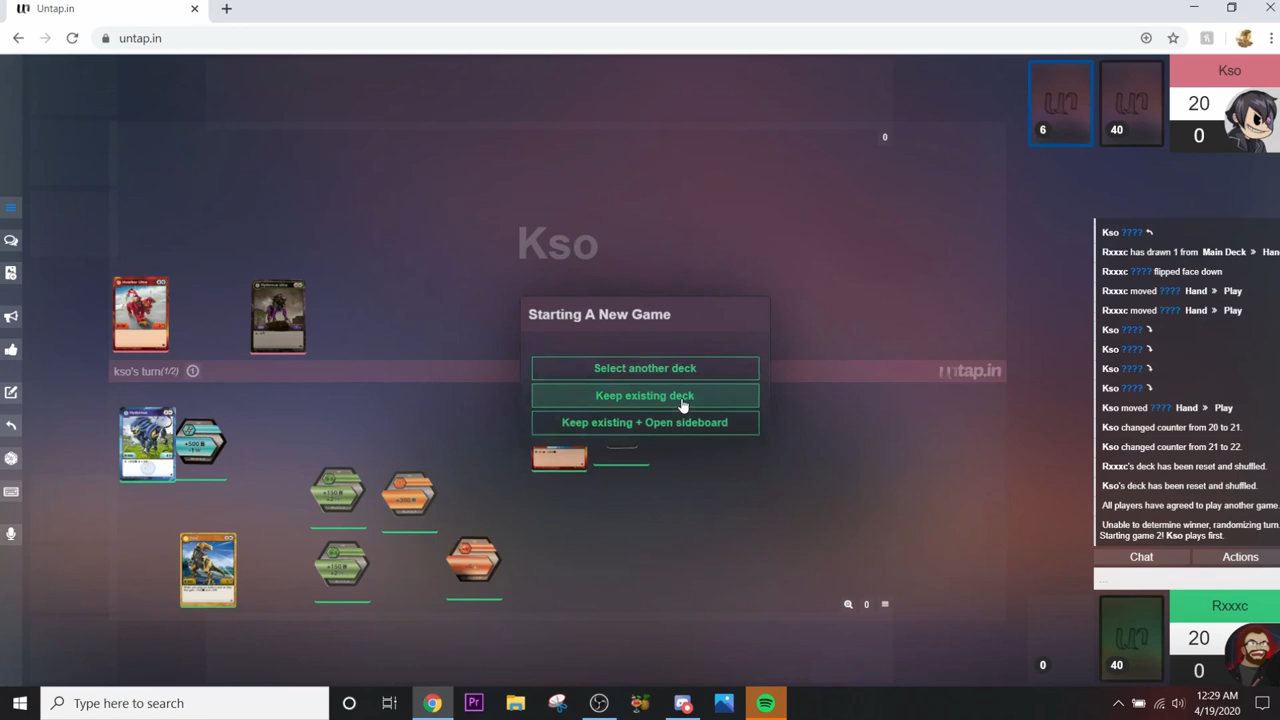 Untap.in
untap.in
Kso
20
0
6
40
0
Kso
Kso ????
Rxxxc has drawn 1 from Main Deck » Han
Rxxxc ???? flipped face down
Rxxxc moved ???? Hand » Play
Rxxxc moved ???? Hand » Play
Kso ????
Kso ????
Kso ????
Kso ????
Kso moved ???? Hand » Play
Kso changed counter from 20 to 21.
Kso changed counter from 21 to 22.
Rxxxc's deck has been reset and shuffled.
Kso's deck has been reset and shuffled.
All players have agreed to play another game.
Unable to determine winner, randomizing turn.
Starting game 2! Kso plays first.
Chat Actions
...
Starting A New Game
Select another deck
Keep existing deck
Keep existing + Open sideboard
kso's turn(1/2) 1
untap.in
+500
+150
+200
+150
0
Rxxxc
20
0
0
40
Type here to search
12:29 AM
4/19/2020